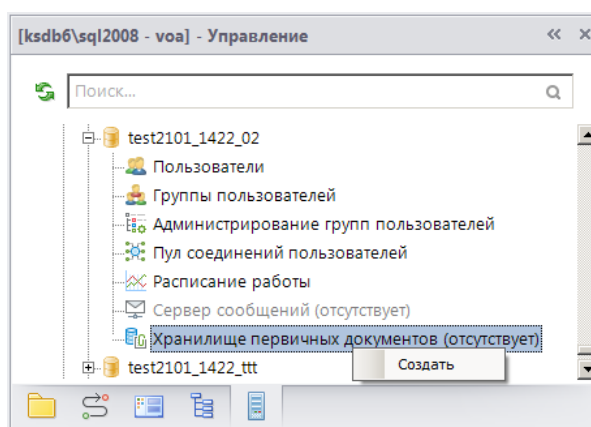 [ksdb6\sql2008 - voa] - Управление
Поиск...
test2101_1422_02
Пользователи
Группы пользователей
Администрирование групп пользователей
Пул соединений пользователей
Расписание работы
Сервер сообщений (отсутствует)
Хранилище первичных документов (отсутствует)
test2101_1422_ttt
Создать